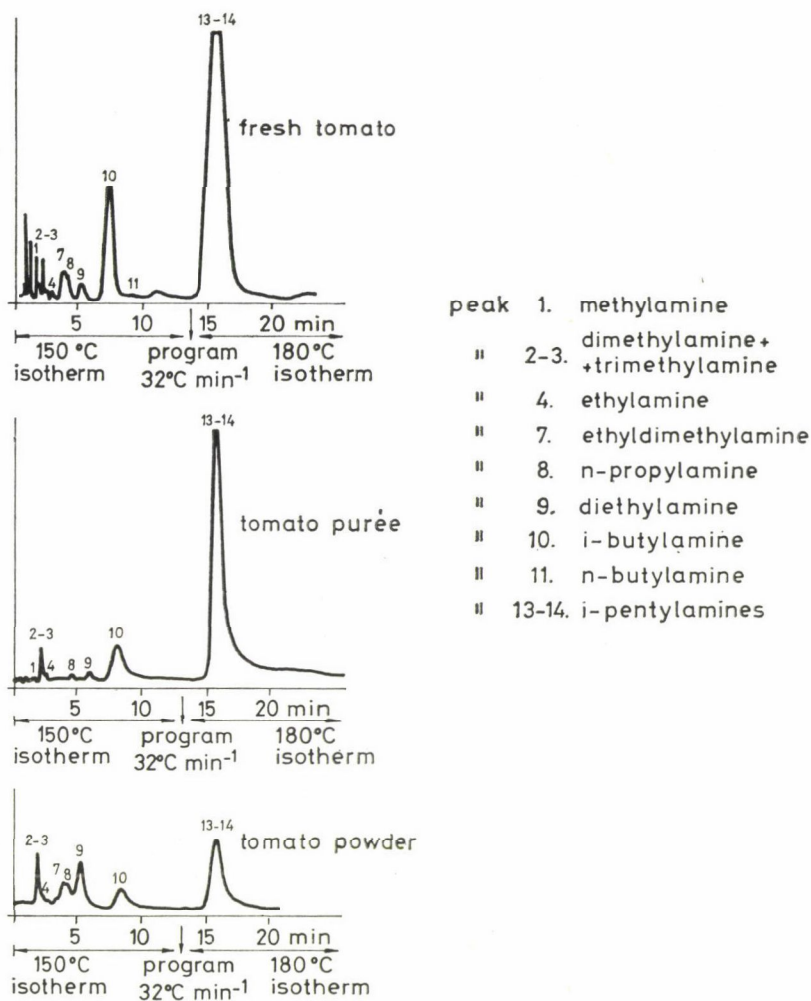 13-14
fresh tomato
10
2-3
1
4
7
8
9
11
5 10 15 20 min
150 °C isotherm
program 32°C min-1
180°C isotherm
13-14
tomato purée
2-3
1
4
8
9
10
5 10 15 20 min
150°C isotherm
program 32°C min-1
180°C isotherm
13-14
tomato powder
2-3
4
7
8
9
10
5 10 15 20 min
150°C isotherm
program 32°C min-1
180°C isotherm
peak 1. methylamine
" 2-3. dimethylamine+
+trimethylamine
" 4. ethylamine
" 7. ethyldimethylamine
" 8. n-propylamine
" 9. diethylamine
" 10. i-butylamine
" 11. n-butylamine
" 13-14. i-pentylamines